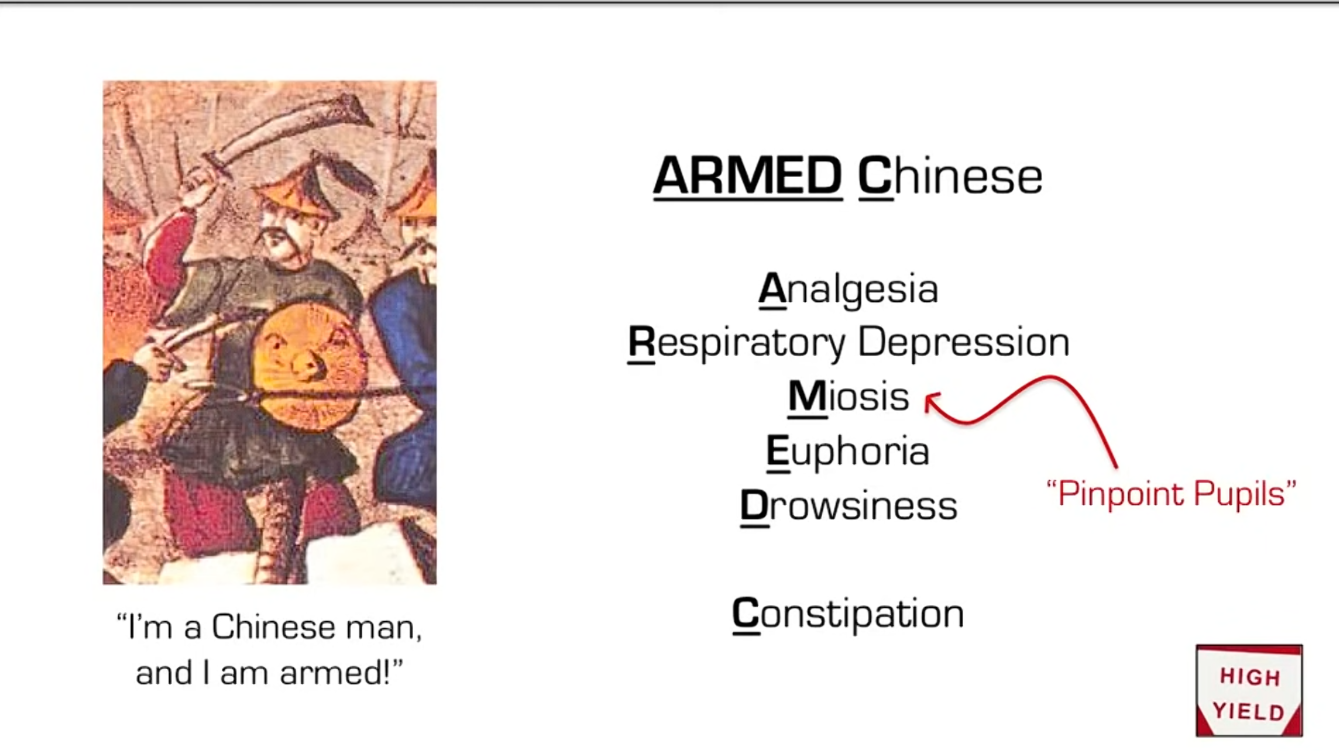 ARMED Chinese
Analgesia
Respiratory Depression
Miosis
Euphoria
Drowsiness
"Pinpoint Pupils"
Constipation
"I'm a Chinese man,
and I am armed!"
HIGH
YIELD